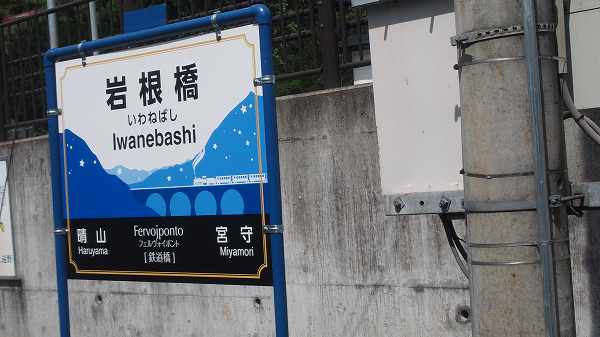 岩根橋
いわねばし
Iwanebashi
晴山
Haruyama
Fervojponto
フェルヴォイポント
[鉄道橋]
宮守
Miyamori